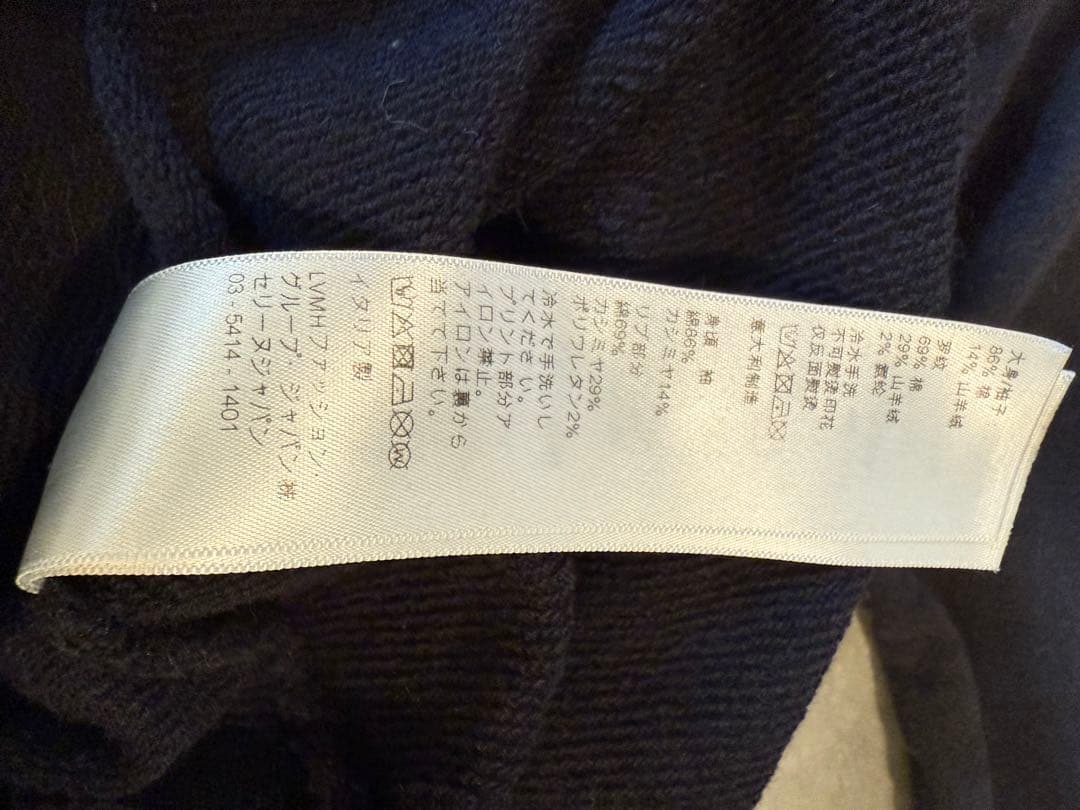 大身/袖子
86% 棉
14% 山羊绒
罗纹
69% 棉
29% 山羊绒
2% 氨纶
冷水手洗
不可熨烫印花
仅反面熨烫
意大利制造
身頃 袖
綿86%
カシミヤ14%
リブ部分
綿69%
カシミヤ29%
ポリウレタン2%
冷水で手洗いし
てください。
プリント部分ァ
イロン禁止。
アイロンは裏から
当てて下さい。
イタリア製
LVMHファッション・
グループ ジャパン ㈱
セリーヌジャパン
03-5414-1401